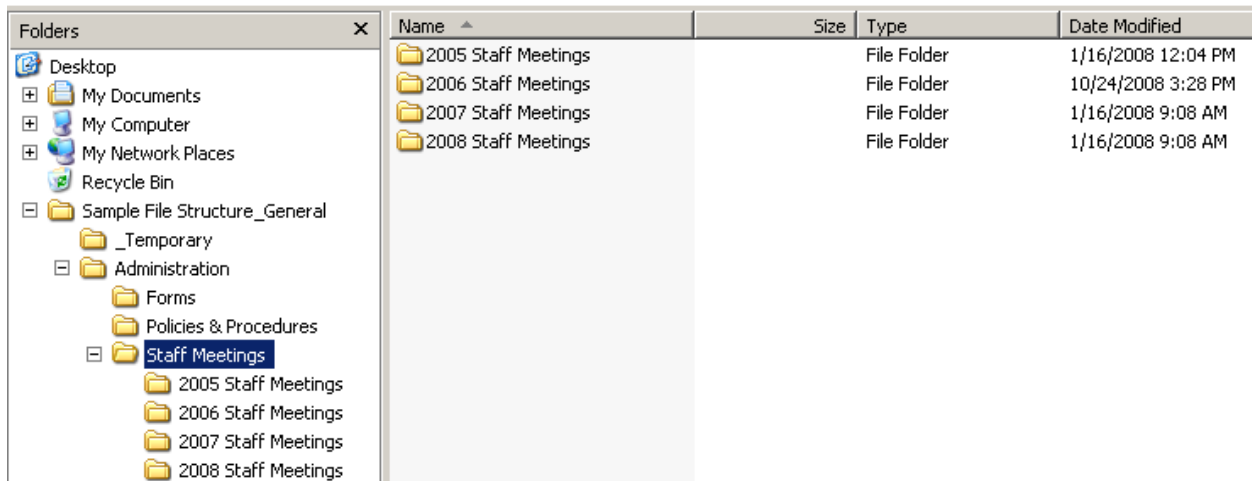 Folders
Desktop
My Documents
My Computer
My Network Places
Recycle Bin
Sample File Structure_General
_Temporary
Administration
Forms
Policies & Procedures
Staff Meetings
2005 Staff Meetings
2006 Staff Meetings
2007 Staff Meetings
2008 Staff Meetings
Name Size Type Date Modified
2005 Staff Meetings File Folder 1/16/2008 12:04 PM
2006 Staff Meetings File Folder 10/24/2008 3:28 PM
2007 Staff Meetings File Folder 1/16/2008 9:08 AM
2008 Staff Meetings File Folder 1/16/2008 9:08 AM